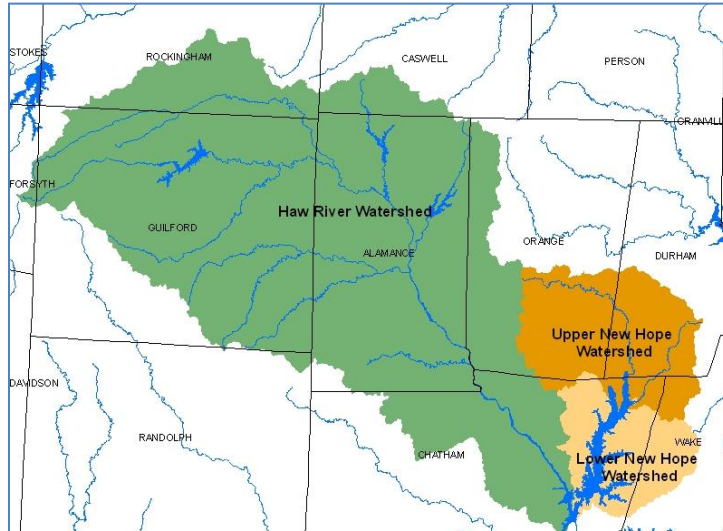 STOKES
ROCKINGHAM
CASWELL
PERSON
GRANVILL
FORSYTH
GUILFORD
Haw River Watershed
ALAMANCE
ORANGE
DURHAM
Upper New Hope
Watershed
DAVIDSON
RANDOLPH
CHATHAM
WAKE
Lower New Hope
Watershed